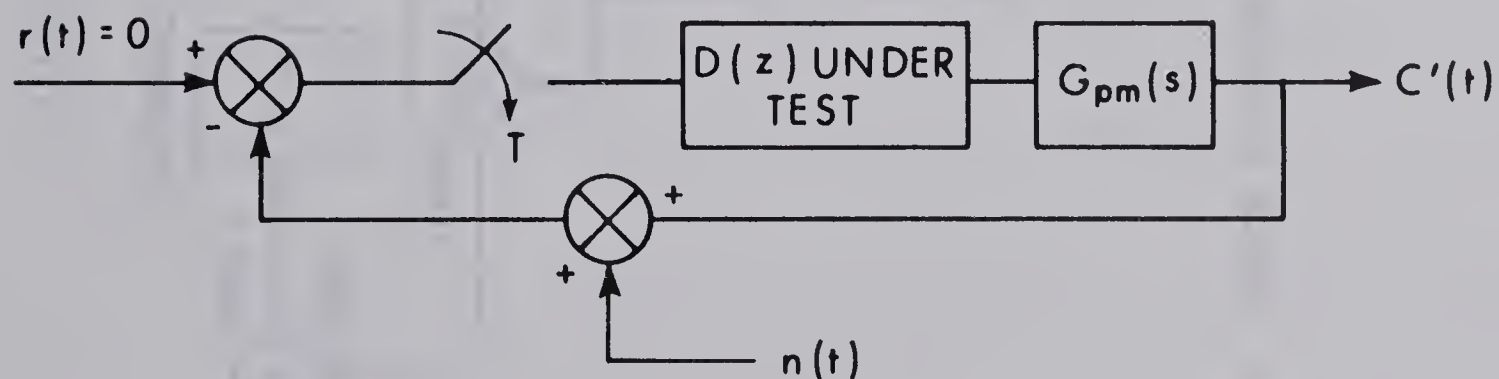 r(t) = 0
+
-
T
D(z) UNDER
TEST
G_pm(s)
C'(t)
+
+
n(t)